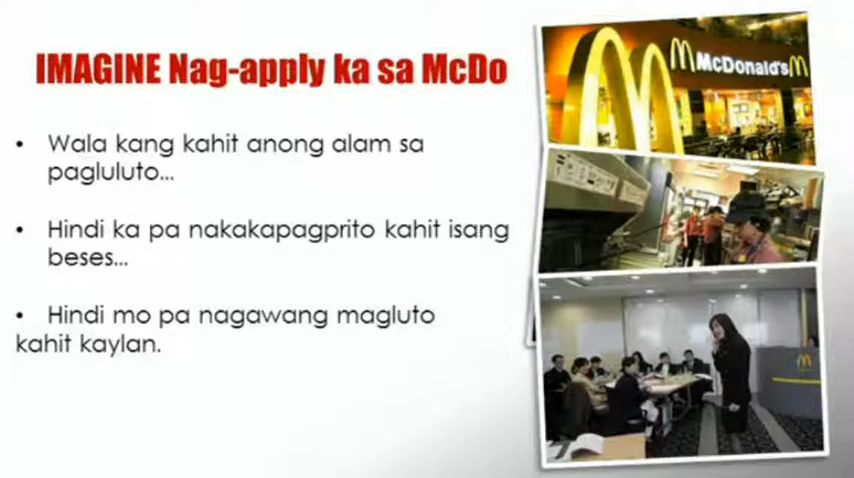 iMAGINE Nag-apply ka sa McDo
• Wala kang kahit anong alam sa
pagluluto...
• Hindi ka pa nakakapagprito kahit isang
beses...
• Hindi mo pa nagawang magluto
kahit kaylan.
McDonald's